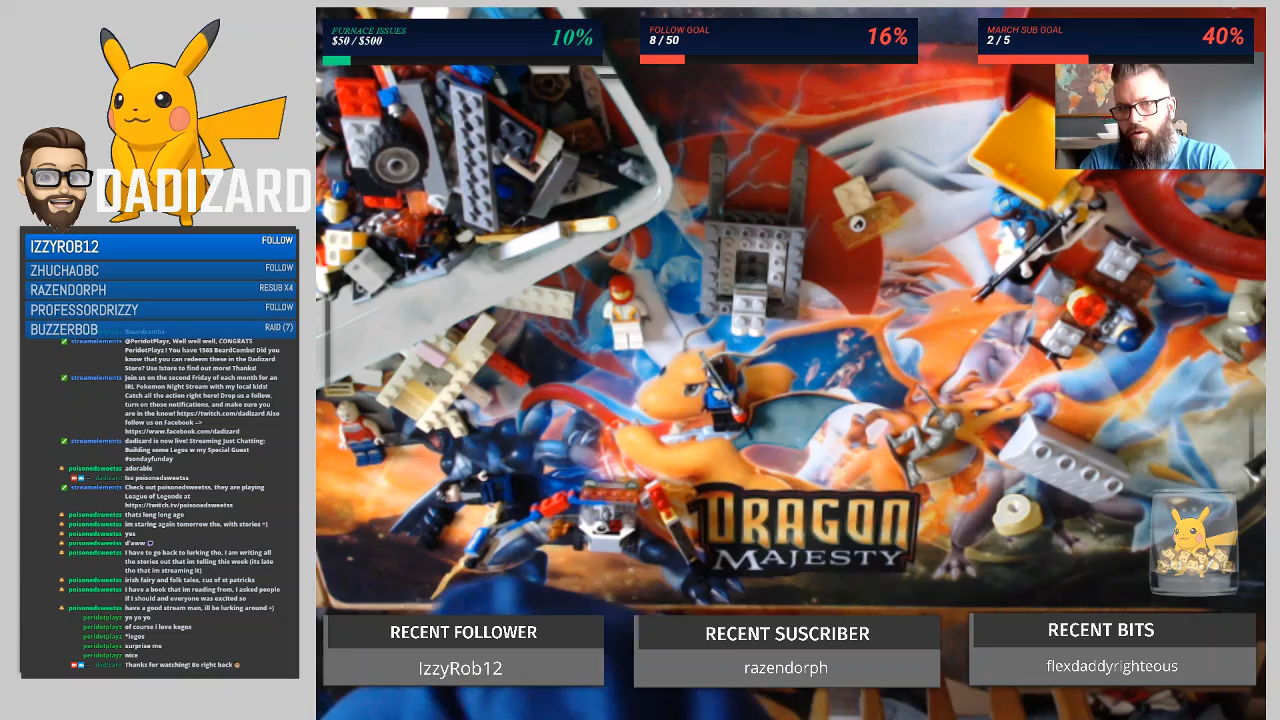 FURNACE ISSUES
$50 / $500
10%
FOLLOW GOAL
8 / 50
16%
MARCH SUB GOAL
2 / 5
40%
DADIZARD
IZZYROB12 FOLLOW
ZHUCHAOBC FOLLOW
RAZENDORPH RESUB X4
PROFESSORDRIZZY FOLLOW
BUZZERBOB RAID (7)
streamelements @PeridotPlayz, Well well well, CONGRATS
PeridotPlayz ! You have 1565 BeardCombs! Did you
know that you can redeem these in the Dadizard
Store? Use !store to find out more! Thanks!
streamelements Join us on the second Friday of each month for an
IRL Pokemon Night Stream with my local kids!
Catch all the action right here! Drop us a follow,
turn on those notifications, and make sure you
are in the know! https://twitch.com/dadizard Also
follow us on Facebook -->
https://www.facebook.com/dadizard
streamelements dadizard is now live! Streaming Just Chatting:
Building some Legos w my Special Guest
#sondayfunday
poisonedsweetss adorable
dadizard !so poisonedsweetss
streamelements Check out poisonedsweetss, they are playing
League of Legends at
https://twitch.tv/poisonedsweetss
poisonedsweetss thats long long ago
poisonedsweetss im staring again tomorrow tho, with stories =)
poisonedsweetss yes
poisonedsweetss d'aww
poisonedsweetss I have to go back to lurking tho, I am writing all
the stories out that im telling this week (its late
tho that im streaming it)
poisonedsweetss irish fairy and folk tales, cuz of st patricks
poisonedsweetss I have a book that im reading from, I asked people
if I should and everyone was excited so
poisonedsweetss have a good stream man, ill be lurking around =)
peridotplayz yo yo yo
peridotplayz of course i love kegos
peridotplayz *legos
peridotplayz surprise me
peridotplayz nice
dadizard Thanks for watching! Be right back
DRAGON
MAJESTY
RECENT FOLLOWER
IzzyRob12
RECENT SUSCRIBER
razendorph
RECENT BITS
flexdaddyrighteous